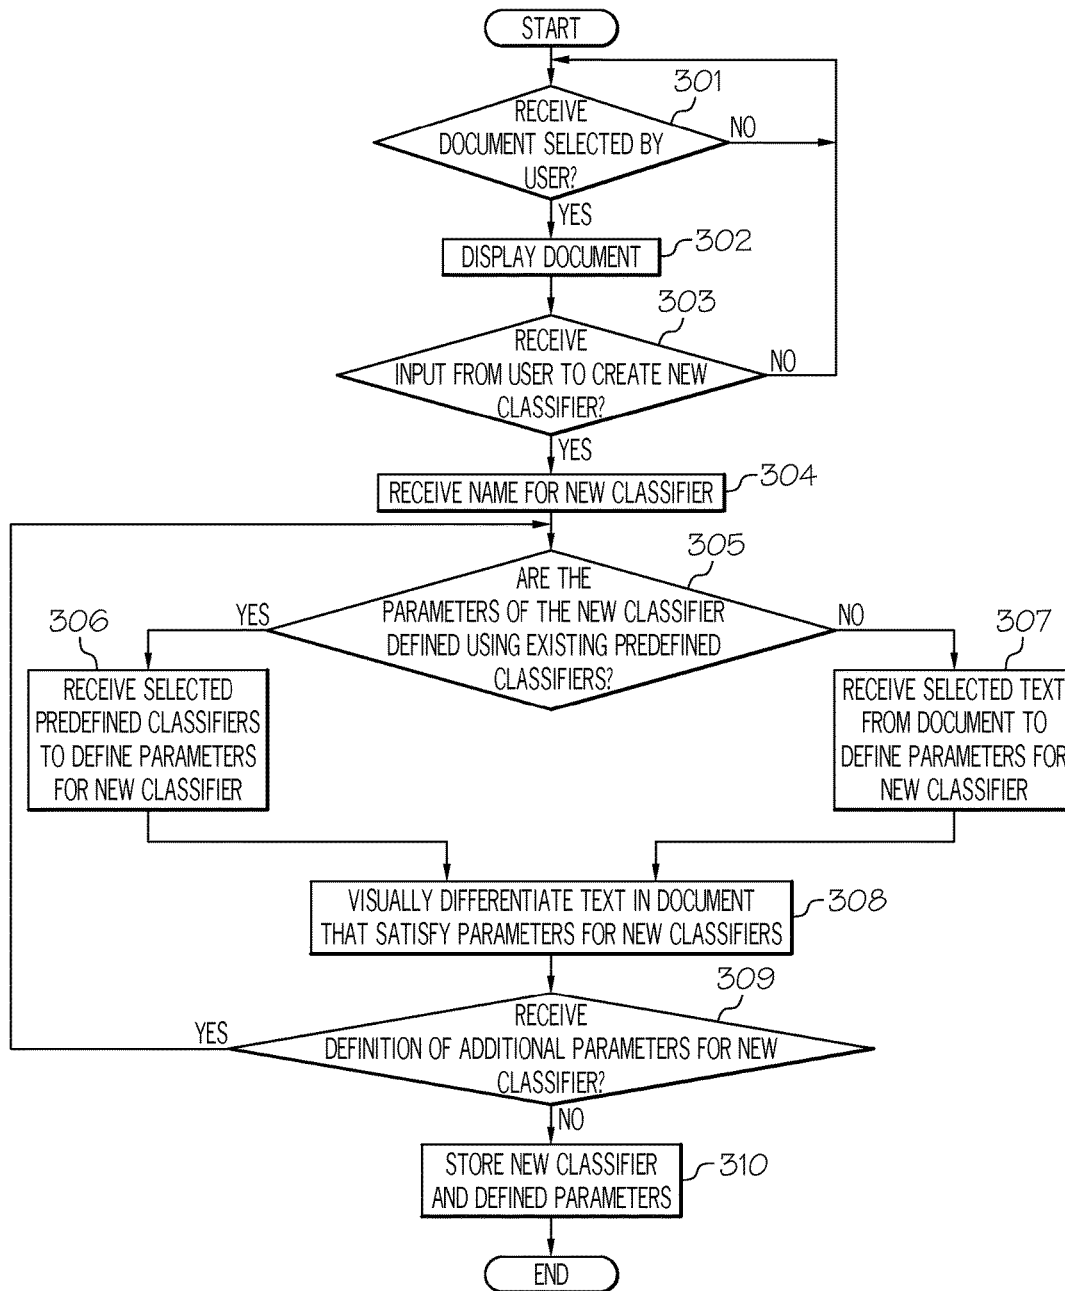 START
301
RECEIVE
DOCUMENT SELECTED BY
USER?
NO
YES
302
DISPLAY DOCUMENT
303
RECEIVE
INPUT FROM USER TO CREATE NEW
CLASSIFIER?
NO
YES
304
RECEIVE NAME FOR NEW CLASSIFIER
305
ARE THE
PARAMETERS OF THE NEW CLASSIFIER
DEFINED USING EXISTING PREDEFINED
CLASSIFIERS?
YES
NO
306
RECEIVE SELECTED
PREDEFINED CLASSIFIERS
TO DEFINE PARAMETERS
FOR NEW CLASSIFIER
307
RECEIVE SELECTED TEXT
FROM DOCUMENT TO
DEFINE PARAMETERS FOR
NEW CLASSIFIER
VISUALLY DIFFERENTIATE TEXT IN DOCUMENT
THAT SATISFY PARAMETERS FOR NEW CLASSIFIERS
308
309
RECEIVE
DEFINITION OF ADDITIONAL PARAMETERS FOR NEW
CLASSIFIER?
YES
NO
STORE NEW CLASSIFIER
AND DEFINED PARAMETERS
310
END